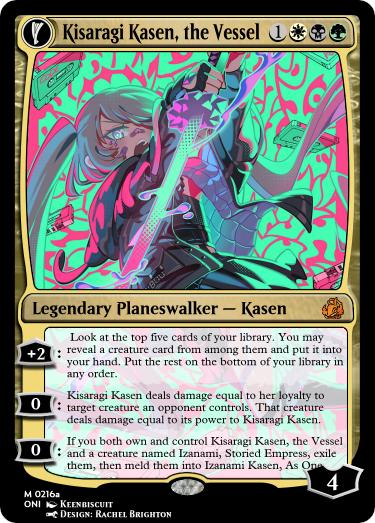 Kisaragi Kasen, the Vessel 1
Legendary Planeswalker — Kasen
+2: Look at the top five cards of your library. You may
reveal a creature card from among them and put it into
your hand. Put the rest on the bottom of your library in
any order.
0: Kisaragi Kasen deals damage equal to her loyalty to
target creature an opponent controls. That creature
deals damage equal to its power to Kisaragi Kasen.
0: If you both own and control Kisaragi Kasen, the Vessel
and a creature named Izanami, Storied Empress, exile
them, then meld them into Izanami Kasen, As One
4
M 0216a
ONI Keenbiscuit
Design: Rachel Brighton